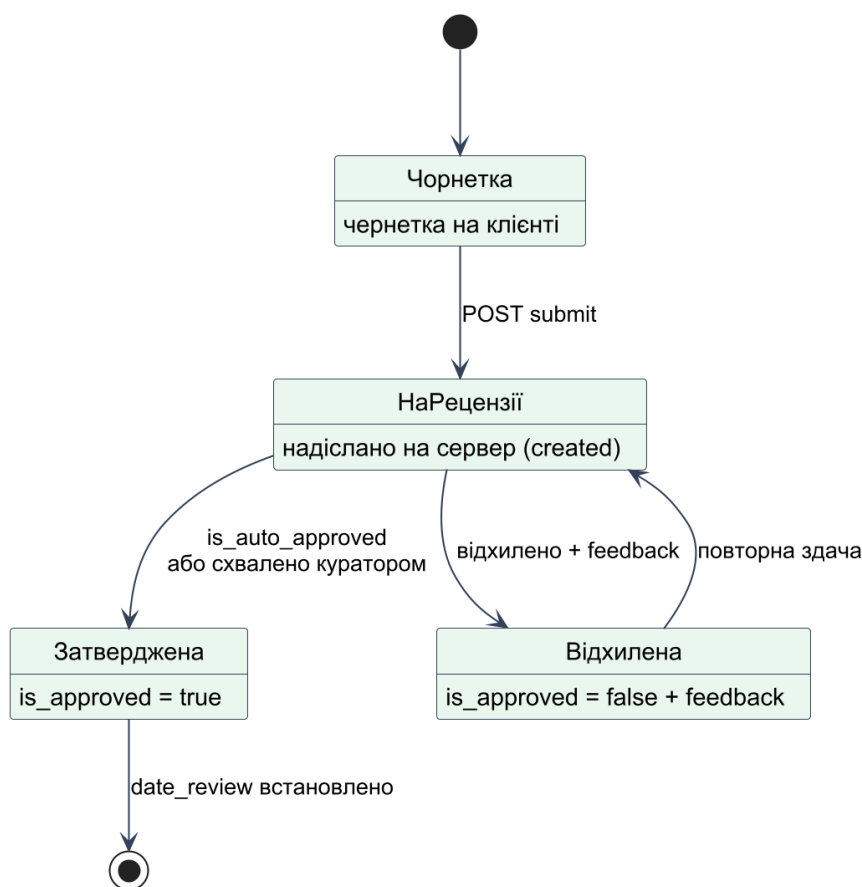 Чорнетка
чернетка на клієнті
POST submit
НаРецензії
надіслано на сервер (created)
is_auto_approved
або схвалено куратором
відхилено + feedback
повторна здача
Затверджена
is_approved = true
Відхилена
is_approved = false + feedback
date_review встановлено